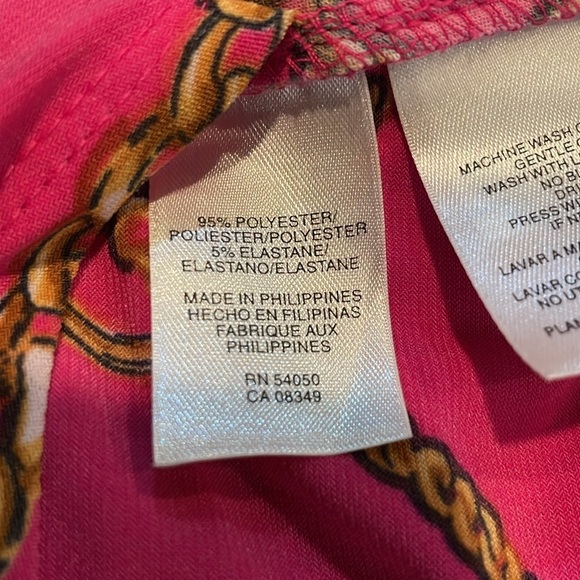 95% POLYESTER/
POLIESTER/POLYESTER
5% ELASTANE/
ELASTANO/ELASTANE
MADE IN PHILIPPINES
HECHO EN FILIPINAS
FABRIQUE AUX
PHILIPPINES
RN 54050
CA 08349
MACHINE WASH
GENTLE
WASH WITH
NO
PRESS
IF
LAVAR A
LAVAR
NO